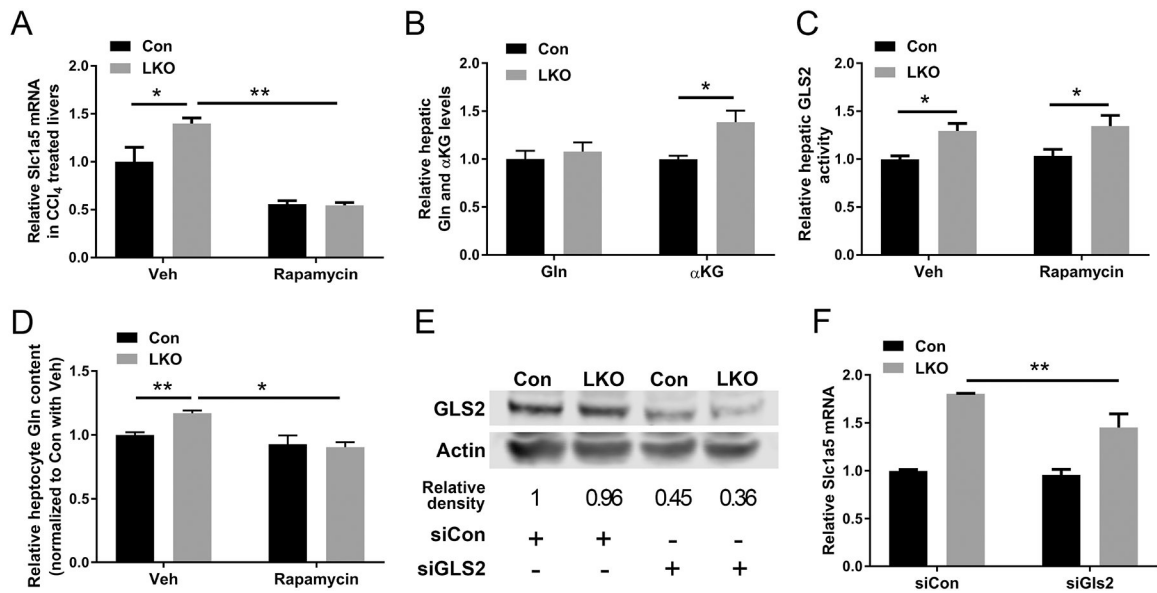 A
Con
LKO
Relative Slc1a5 mRNA
in CCl4 treated livers
2.0
1.5
1.0
0.5
0.0
*
**
Veh
Rapamycin
B
Con
LKO
Relative hepatic
Gln and αKG levels
2.0
1.5
1.0
0.5
0.0
*
Gln
αKG
C
Con
LKO
Relative hepatic GLS2
activity
2.0
1.5
1.0
0.5
0.0
*
*
Veh
Rapamycin
D
Con
LKO
Relative heptocyte Gln content
(normalized to Con with Veh)
1.5
1.0
0.5
0.0
**
*
Veh
Rapamycin
E
Con LKO Con LKO
GLS2
Actin
Relative
density
1 0.96 0.45 0.36
siCon + + - -
siGLS2 - - + +
F
Con
LKO
Relative Slc1a5 mRNA
2.0
1.5
1.0
0.5
0.0
**
siCon
siGls2